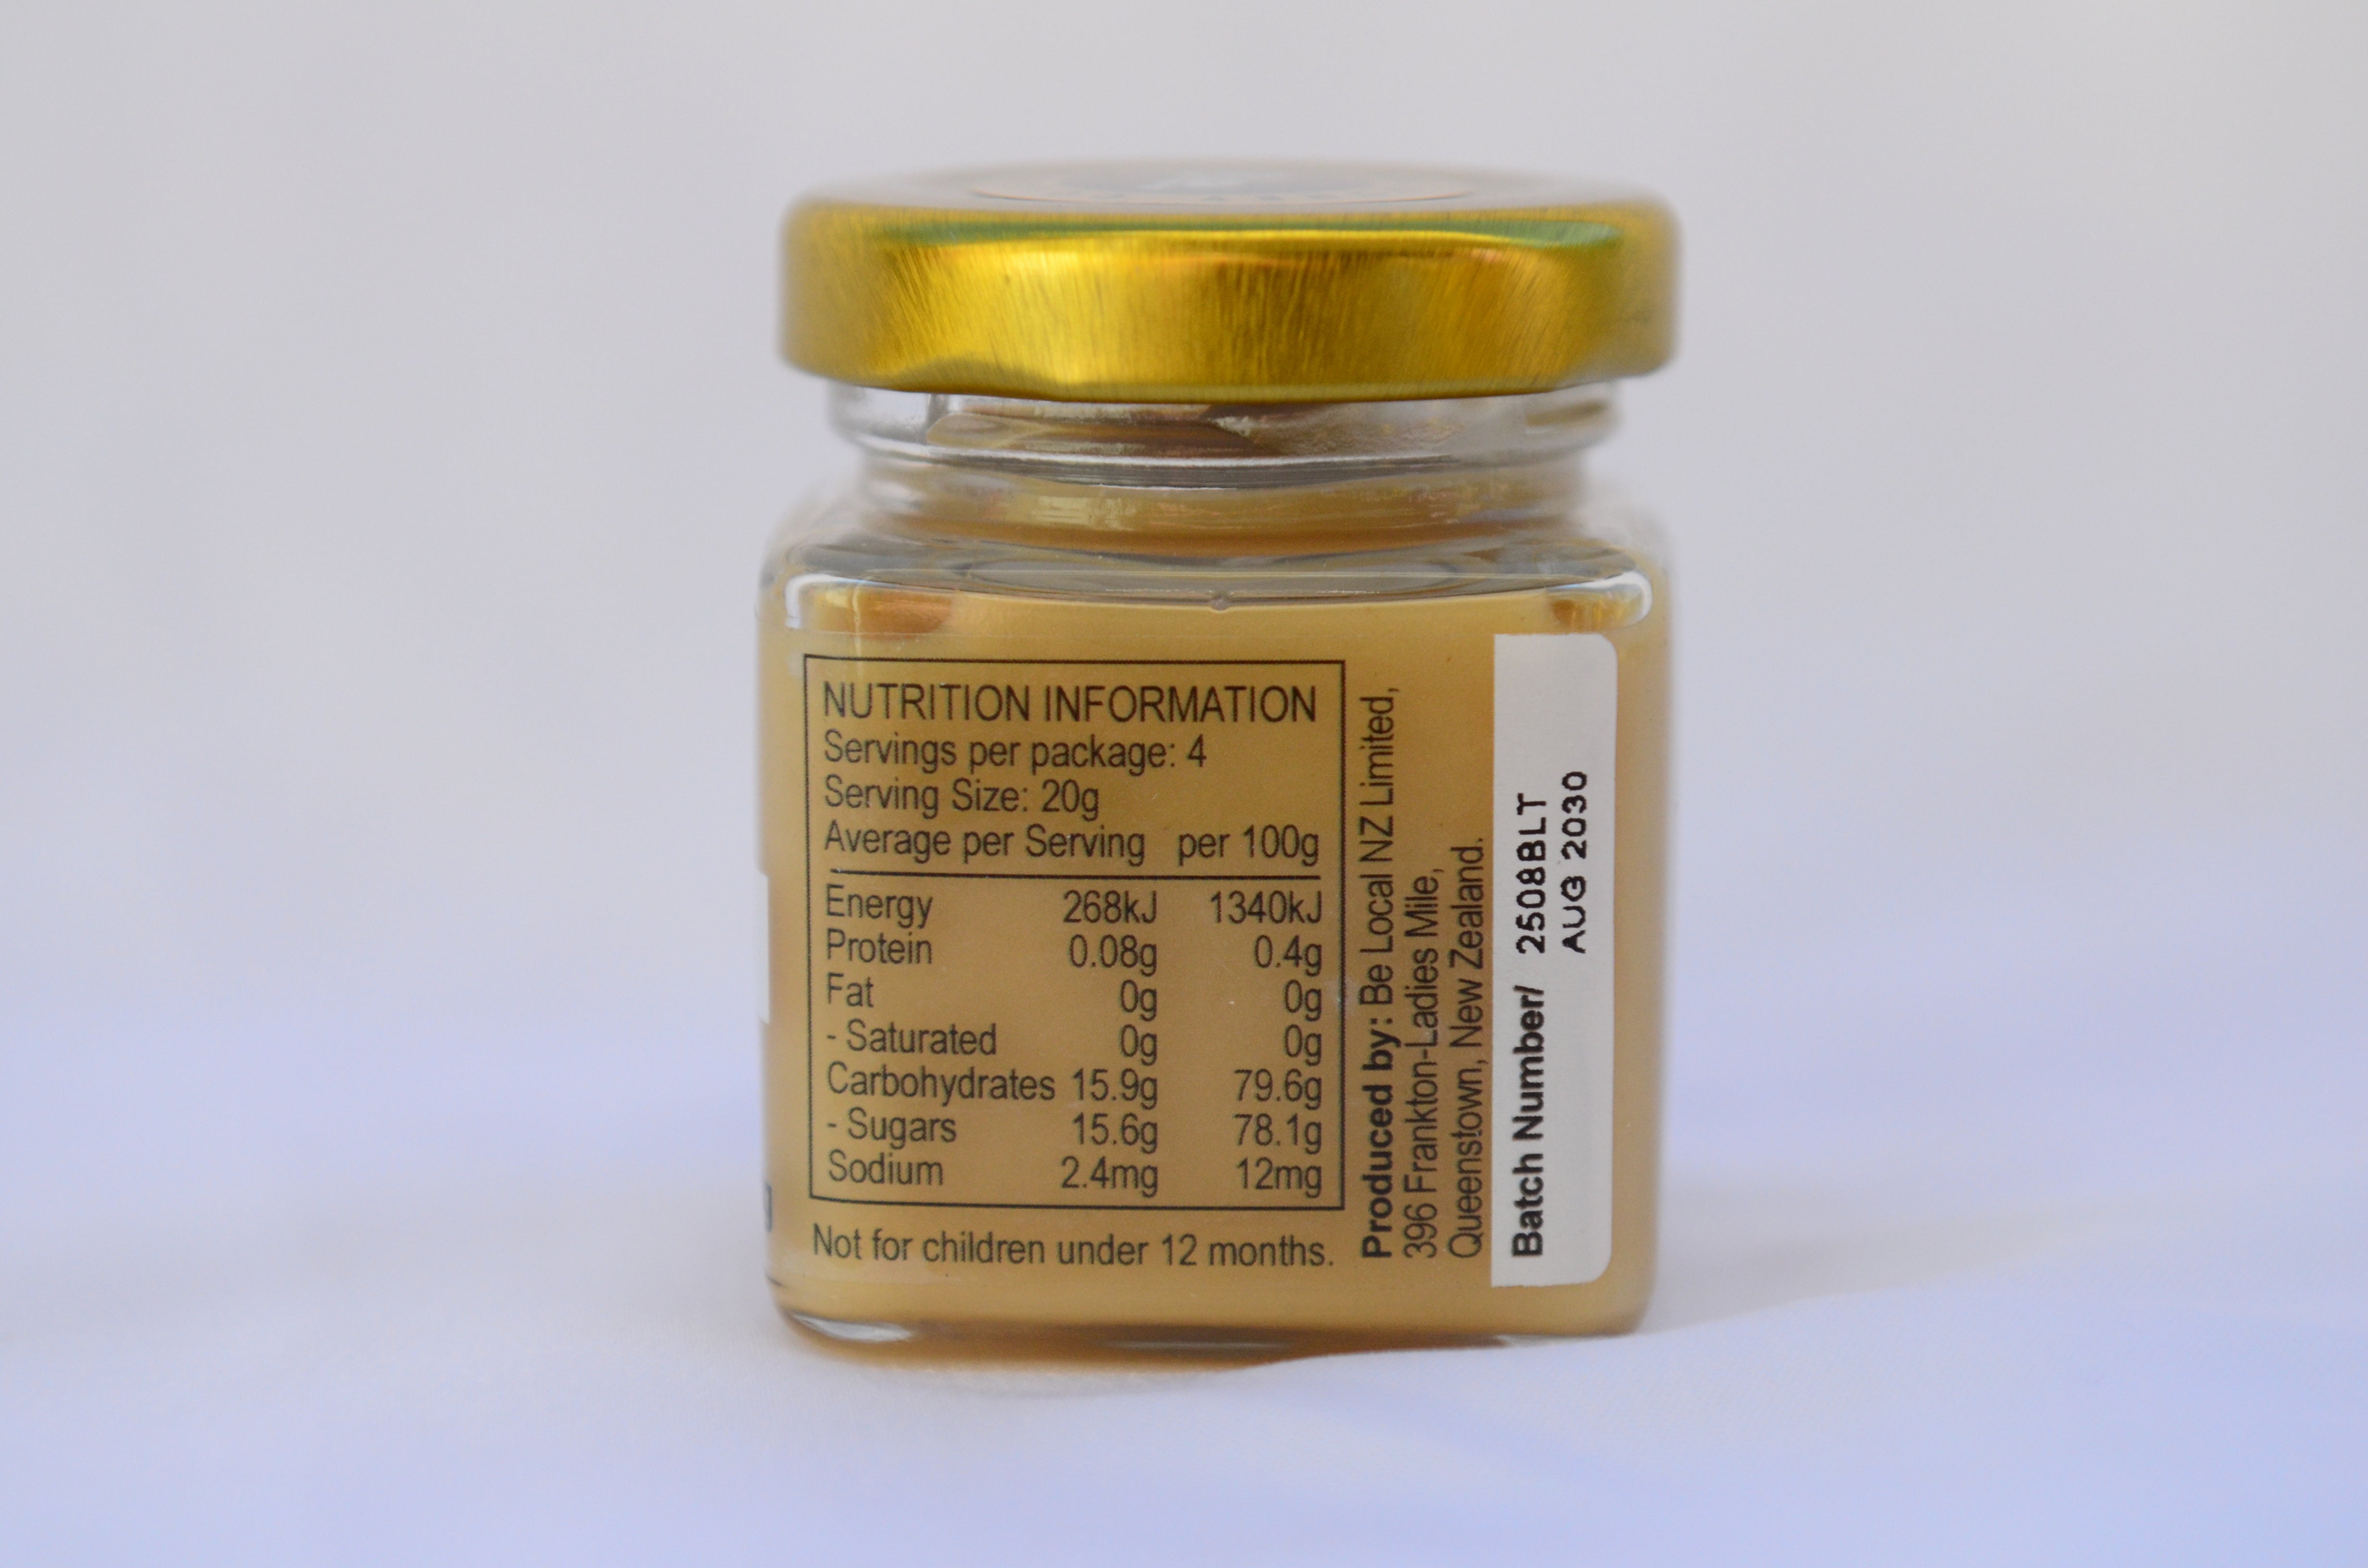 NUTRITION INFORMATION
Servings per package: 4
Serving Size: 20g
Average per Serving per 100g
Energy 268kJ 1340kJ
Protein 0.08g 0.4g
Fat 0g 0g
- Saturated 0g 0g
Carbohydrates 15.9g 79.6g
- Sugars 15.6g 78.1g
Sodium 2.4mg 12mg
Not for children under 12 months.
Produced by: Be Local NZ Limited,
396 Frankton-Ladies Mile,
Queenstown, New Zealand.
Batch Number/ 2508BLT
AUG 2030